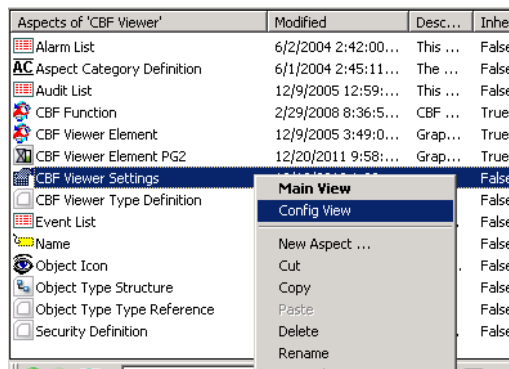 Aspects of 'CBF Viewer' Modified Desc... Inhe
Alarm List 6/2/2004 2:42:00... This ... False
AC Aspect Category Definition 6/1/2004 2:45:11... The ... False
Audit List 12/9/2005 12:59:... This ... False
CBF Function 2/29/2008 8:36:5... CBF ... True
CBF Viewer Element 12/9/2005 3:49:0... Grap... True
CBF Viewer Element PG2 12/20/2011 9:58:... Grap... True
CBF Viewer Settings False
CBF Viewer Type Definition False
Event List False
Name False
Object Icon False
Object Type Structure False
Object Type Type Reference False
Security Definition False
Main View
Config View
New Aspect ...
Cut
Copy
Paste
Delete
Rename